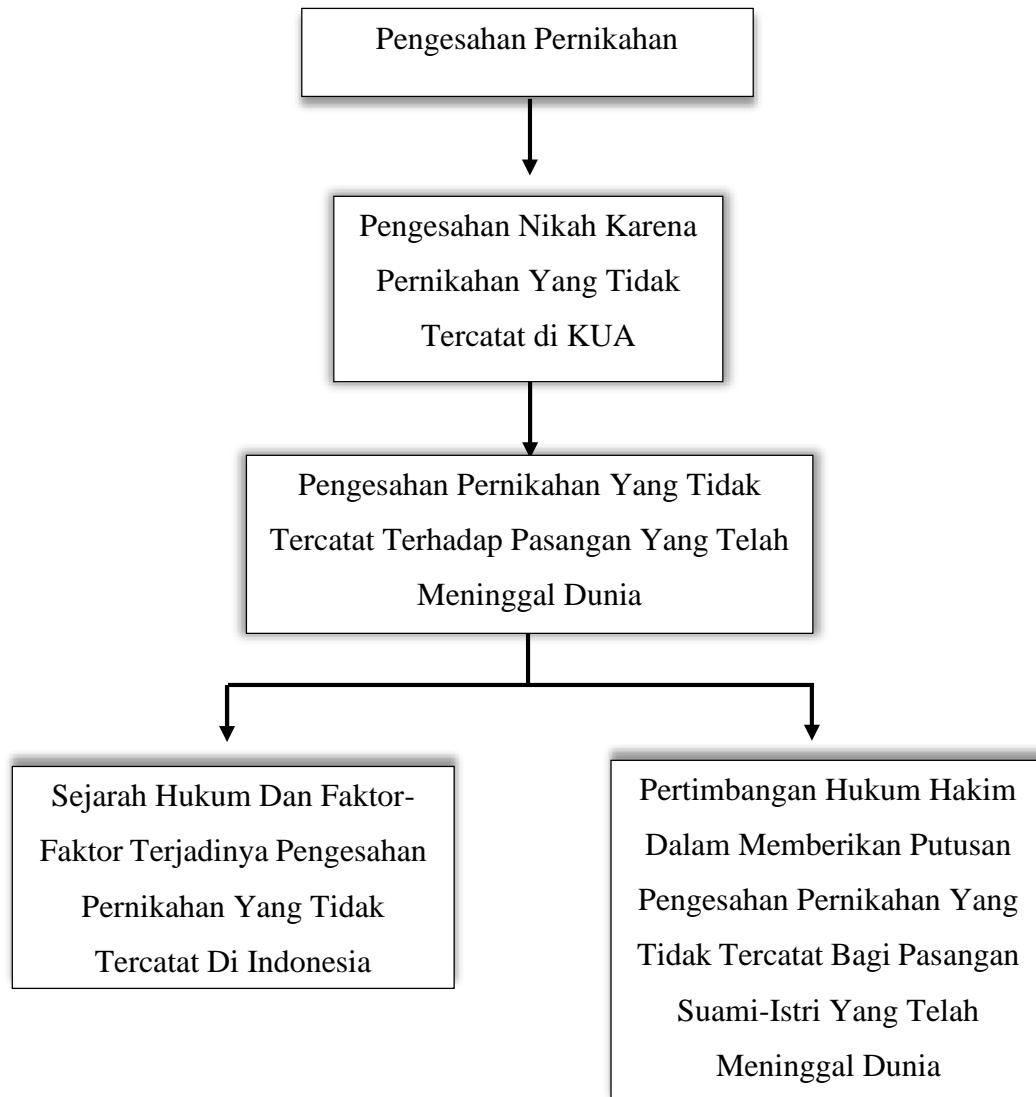 Pengesahan Pernikahan
Pengesahan Nikah Karena
Pernikahan Yang Tidak
Tercatat di KUA
Pengesahan Pernikahan Yang Tidak
Tercatat Terhadap Pasangan Yang Telah
Meninggal Dunia
Sejarah Hukum Dan Faktor-
Faktor Terjadinya Pengesahan
Pernikahan Yang Tidak
Tercatat Di Indonesia
Pertimbangan Hukum Hakim
Dalam Memberikan Putusan
Pengesahan Pernikahan Yang
Tidak Tercatat Bagi Pasangan
Suami-Istri Yang Telah
Meninggal Dunia